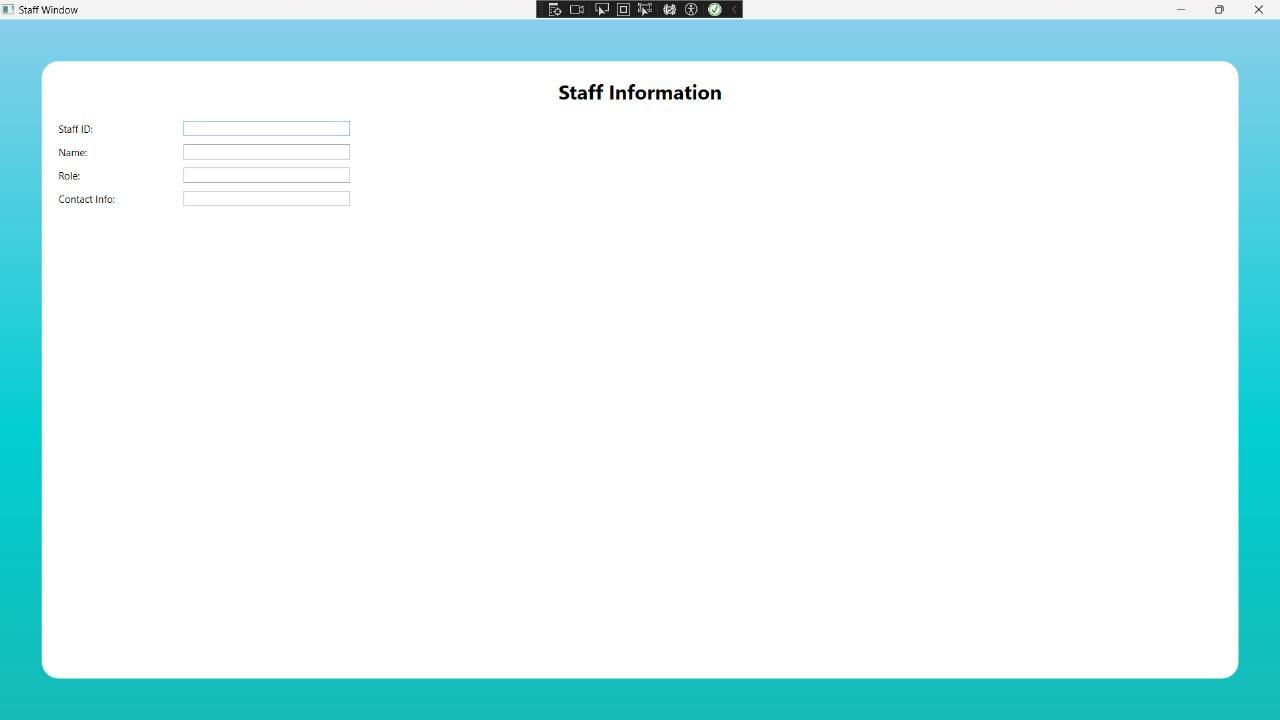 Staff Window
Staff Information
Staff ID:
Name:
Role:
Contact Info: